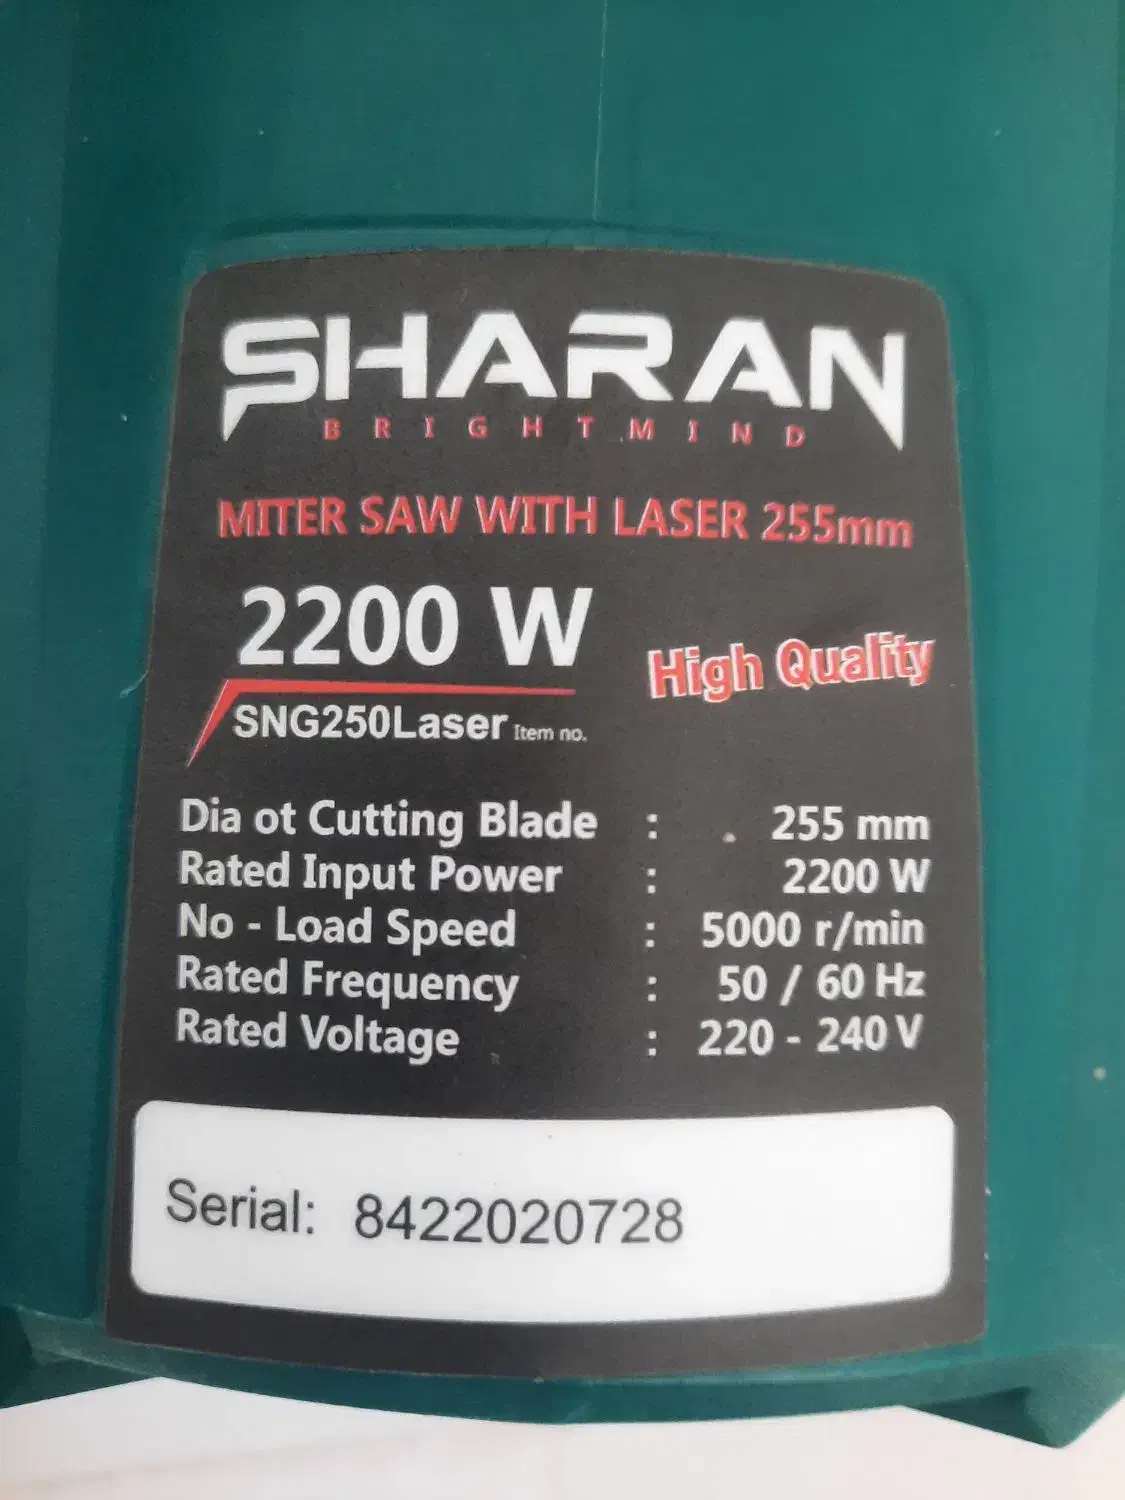 SHARAN
BRIGHTMIND
MITER SAW WITH LASER 255mm
2200 W
High Quality
SNG250Laser Item no.
Dia ot Cutting Blade : 255 mm
Rated Input Power : 2200 W
No - Load Speed : 5000 r/min
Rated Frequency : 50 / 60 Hz
Rated Voltage : 220 - 240 V
Serial: 8422020728